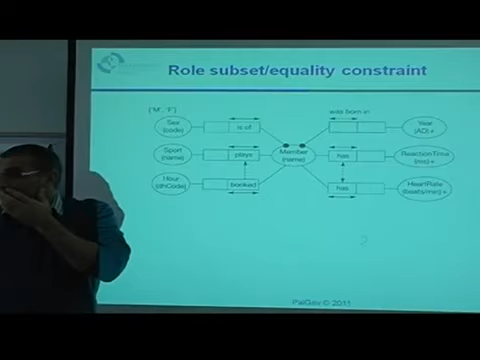 Role subset/equality constraint
{'M', 'F'}
was born in
Sex
(code)
is of
Year
(AD)+
Sport
(name)
plays
Member
(name)
has
ReactionTime
(ms)+
Hour
(dhCode)
booked
has
HeartRate
(beats/min)+
PalGov © 2011